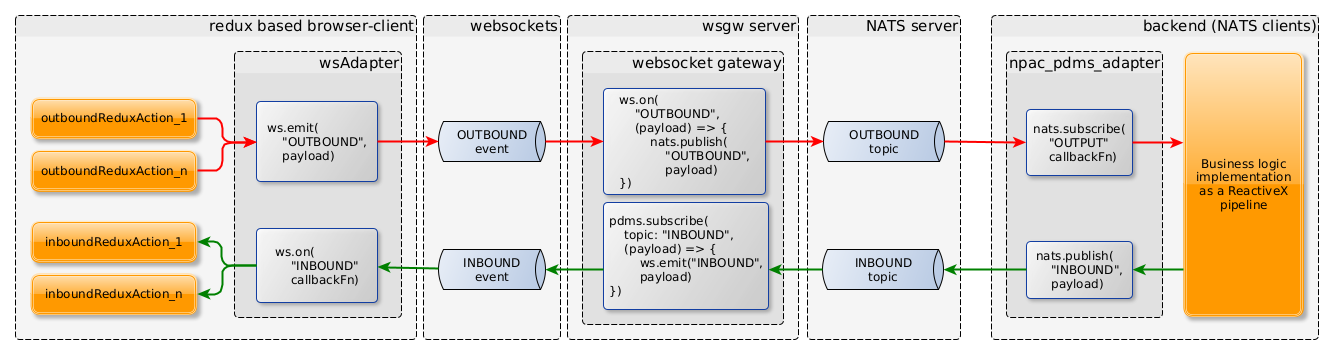 redux based browser-client
websockets
wsgw server
NATS server
backend (NATS clients)
wsAdapter
websocket gateway
npac_pdms_adapter
outboundReduxAction_1
outboundReduxAction_n
ws.emit(
"OUTBOUND",
payload)
OUTBOUND
event
ws.on(
"OUTBOUND",
(payload) => {
nats.publish(
"OUTBOUND",
payload)
})
OUTBOUND
topic
nats.subscribe(
"OUTPUT"
callbackFn)
Business logic
implementation
as a ReactiveX
pipeline
inboundReduxAction_1
inboundReduxAction_n
ws.on(
"INBOUND"
callbackFn)
INBOUND
event
pdms.subscribe(
topic: "INBOUND",
(payload) => {
ws.emit("INBOUND",
payload)
})
INBOUND
topic
nats.publish(
"INBOUND",
payload)